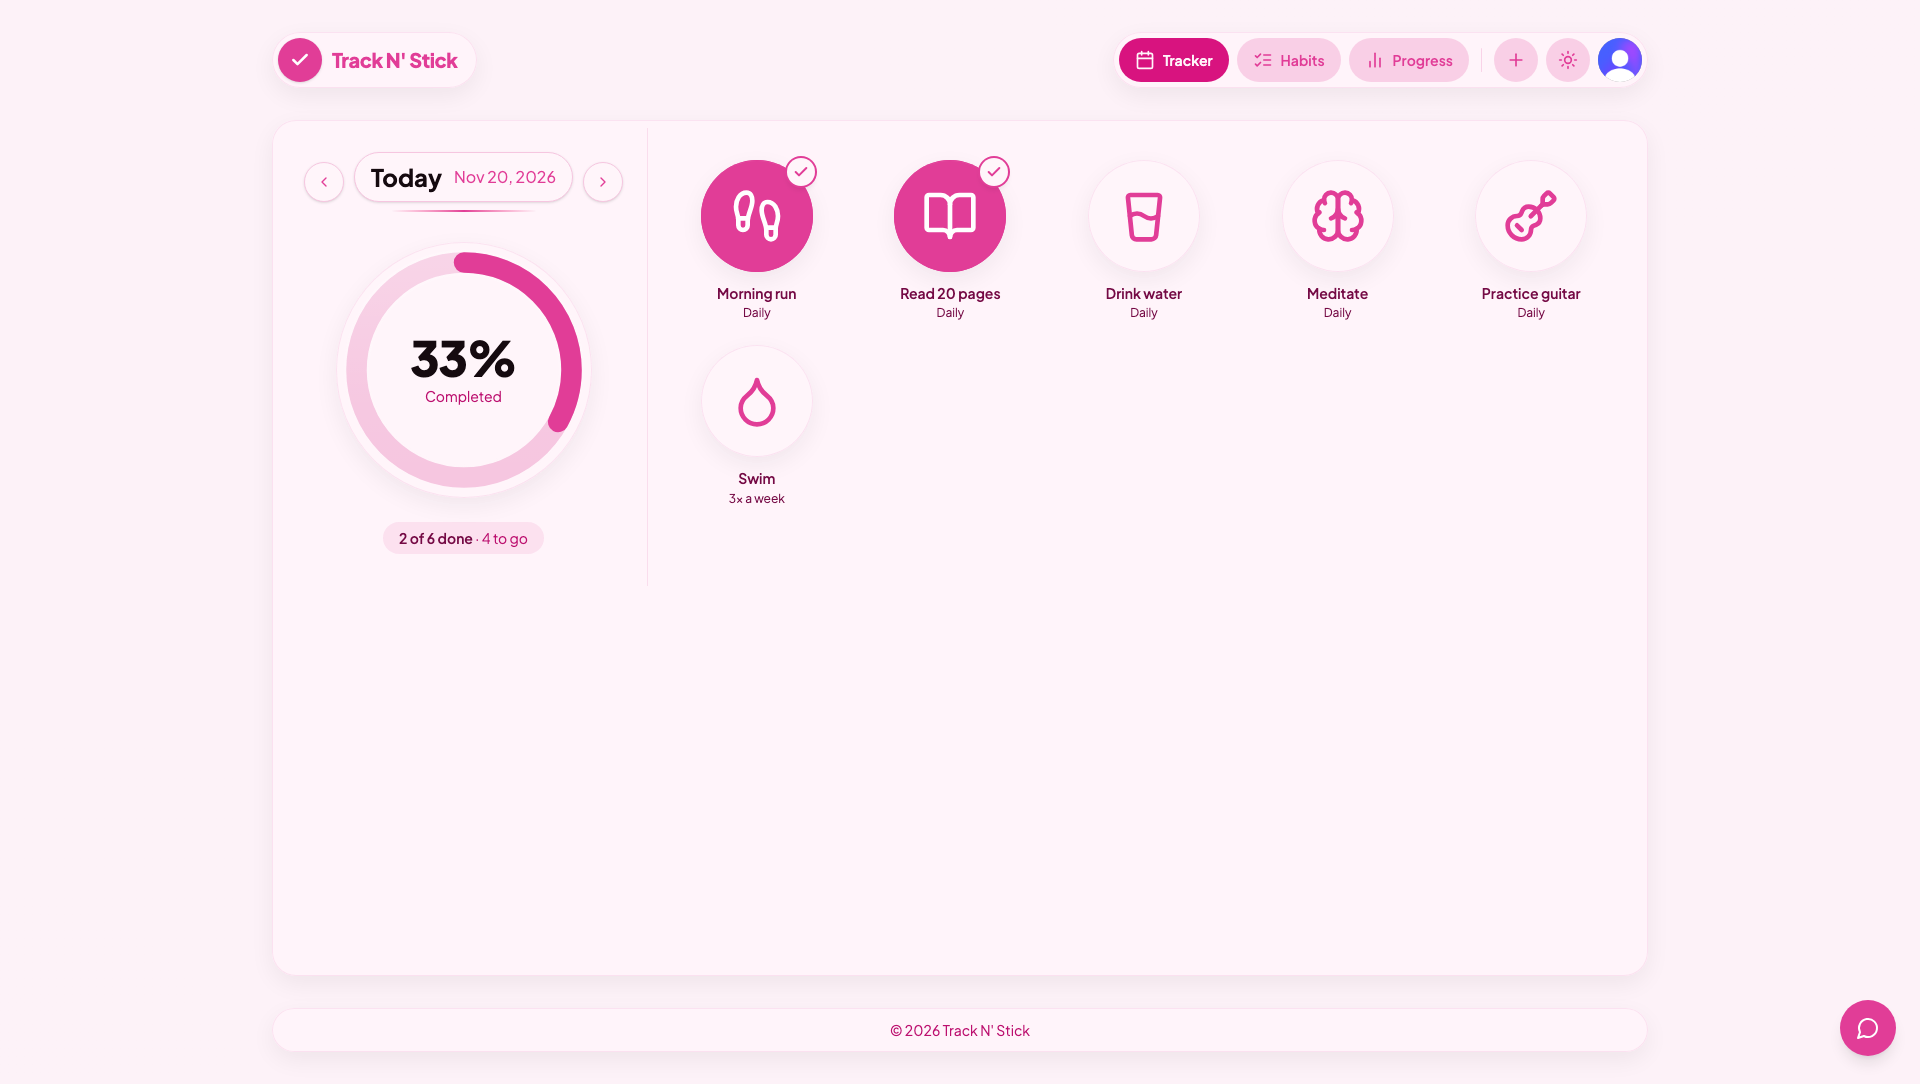 Track N' Stick
Tracker
Habits
Progress
Today Nov 20, 2026
33%
Completed
2 of 6 done · 4 to go
Morning run
Daily
Read 20 pages
Daily
Drink water
Daily
Meditate
Daily
Practice guitar
Daily
Swim
3× a week
© 2026 Track N' Stick